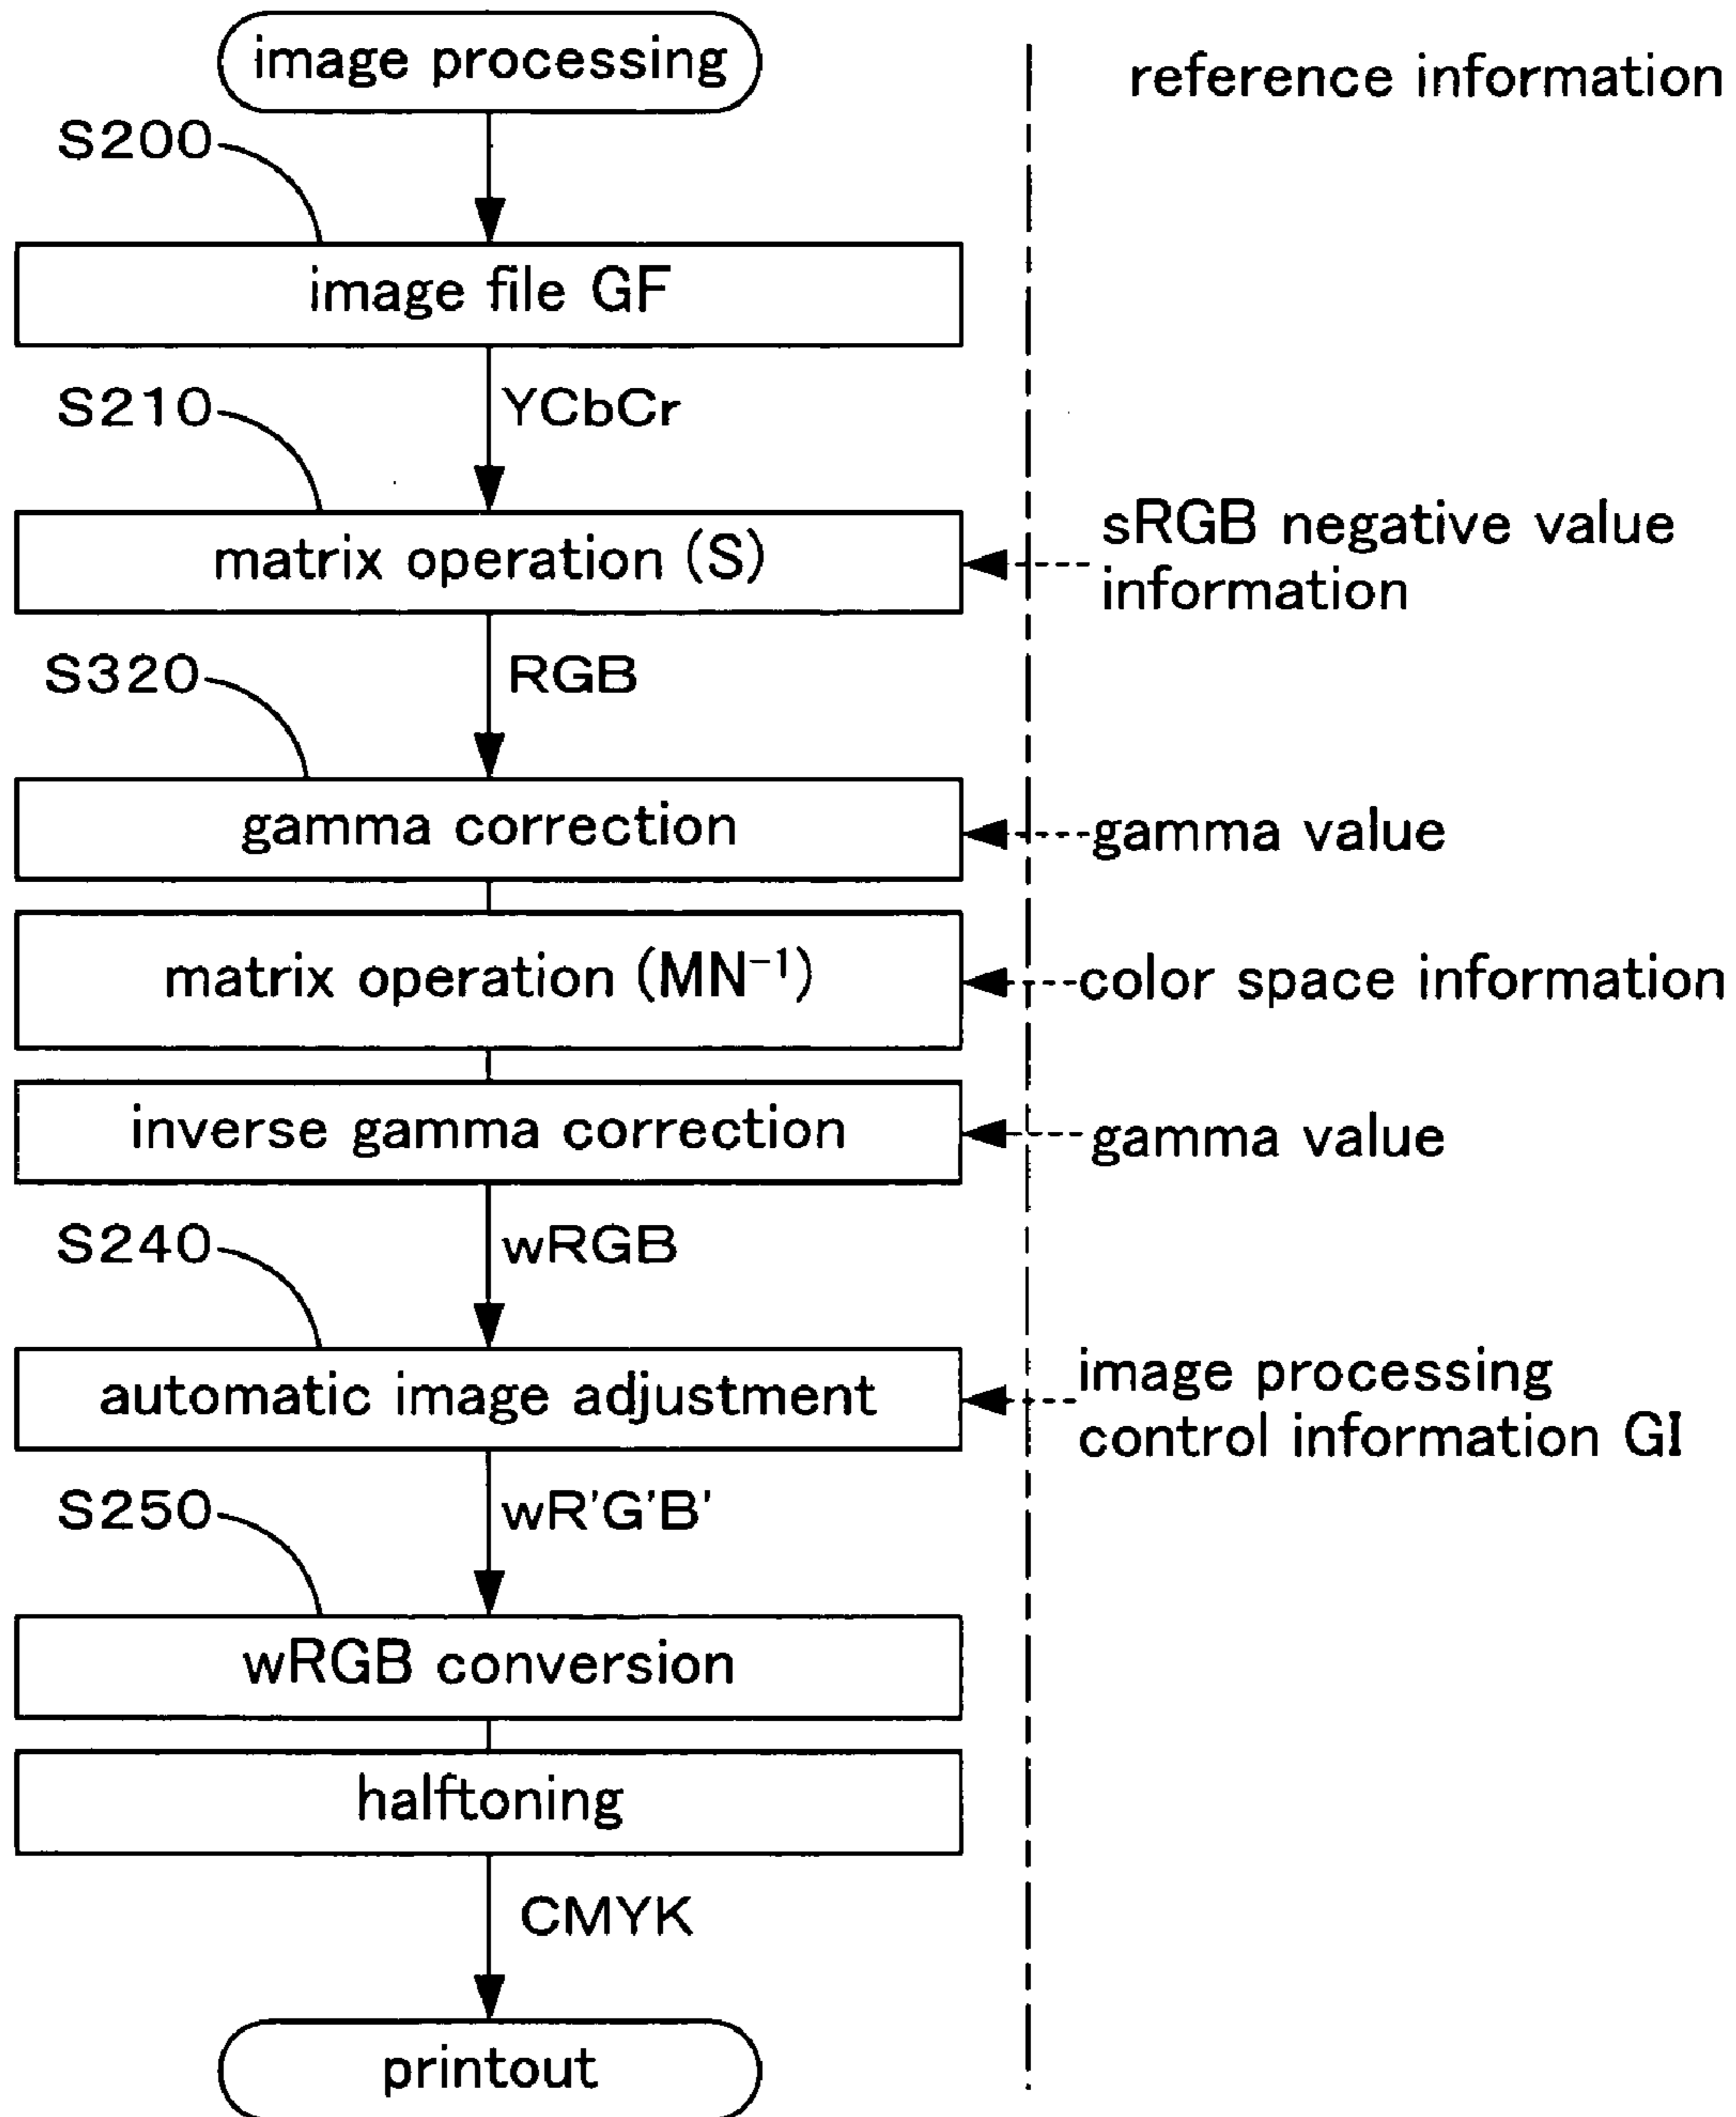 image processing
reference information
S200
image file GF
S210
YCbCr
matrix operation (S)
sRGB negative value
information
S320
RGB
gamma correction
gamma value
matrix operation (MN⁻¹)
color space information
inverse gamma correction
gamma value
S240
wRGB
automatic image adjustment
image processing
control information GI
S250
wR'G'B'
wRGB conversion
halftoning
CMYK
printout